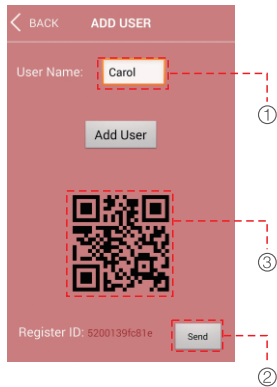 BACK ADD USER
User Name: Carol
①
Add User
③
Register ID: 5200139fc81e Send
②